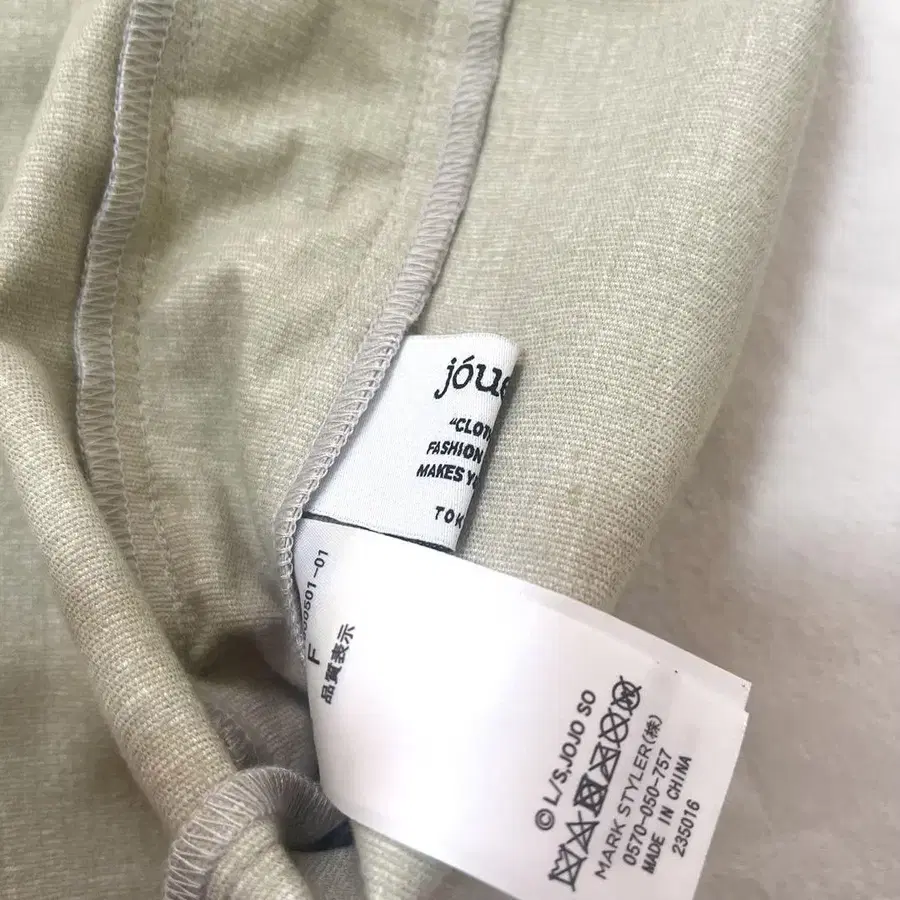 jóue
"CLOT
FASHION
MAKES Y
TOK
00501-01
F
品質表示
© L/S,JOJO SO
MARK STYLER(株)
0570-050-757
MADE IN CHINA
235016